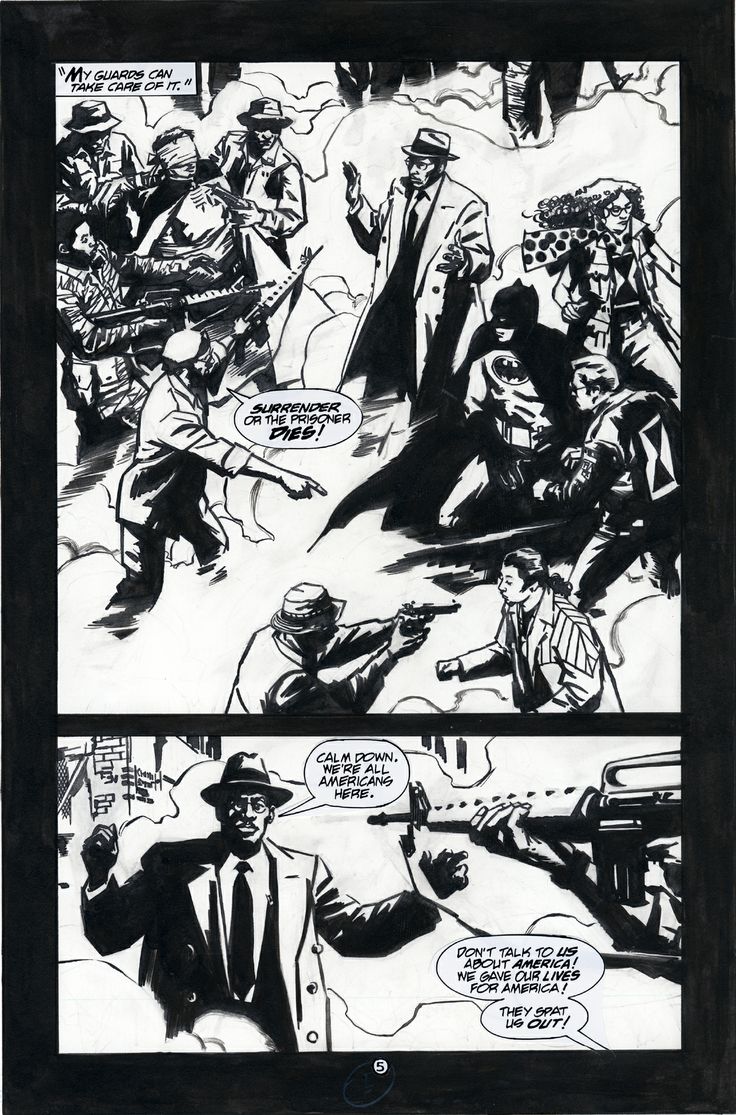 "MY GUARDS CAN
TAKE CARE OF IT."
SURRENDER
OR THE PRISONER
DIES!
CALM DOWN.
WE'RE ALL
AMERICANS
HERE.
DON'T TALK TO US
ABOUT AMERICA!
WE GAVE OUR LIVES
FOR AMERICA!
THEY SPAT
US OUT!
5